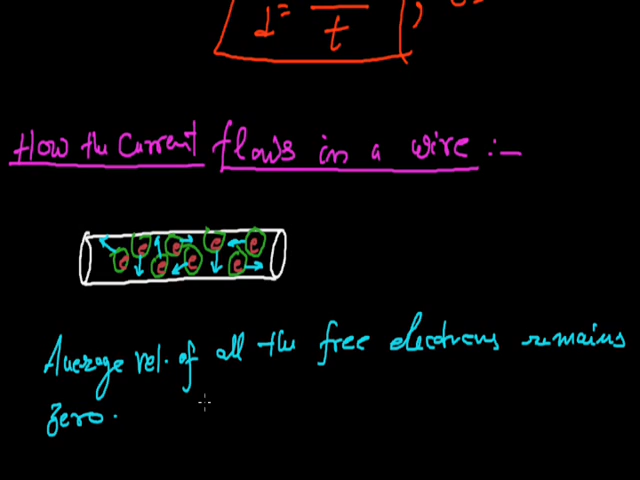 I = — / t ,
How the current flows in a wire :-
e e e e e e
e e e
Average vel. of all the free electrons remains
zero.